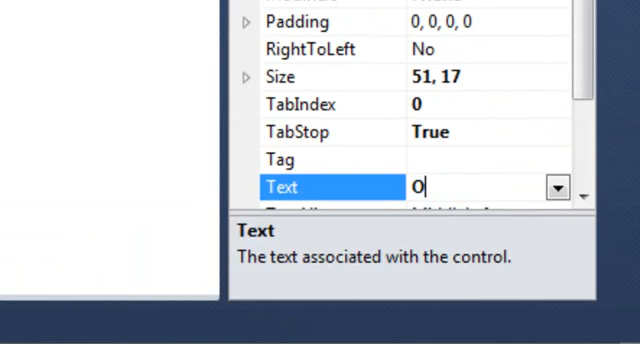 Padding 0, 0, 0, 0
RightToLeft No
Size 51, 17
TabIndex 0
TabStop True
Tag
Text O
Text
The text associated with the control.